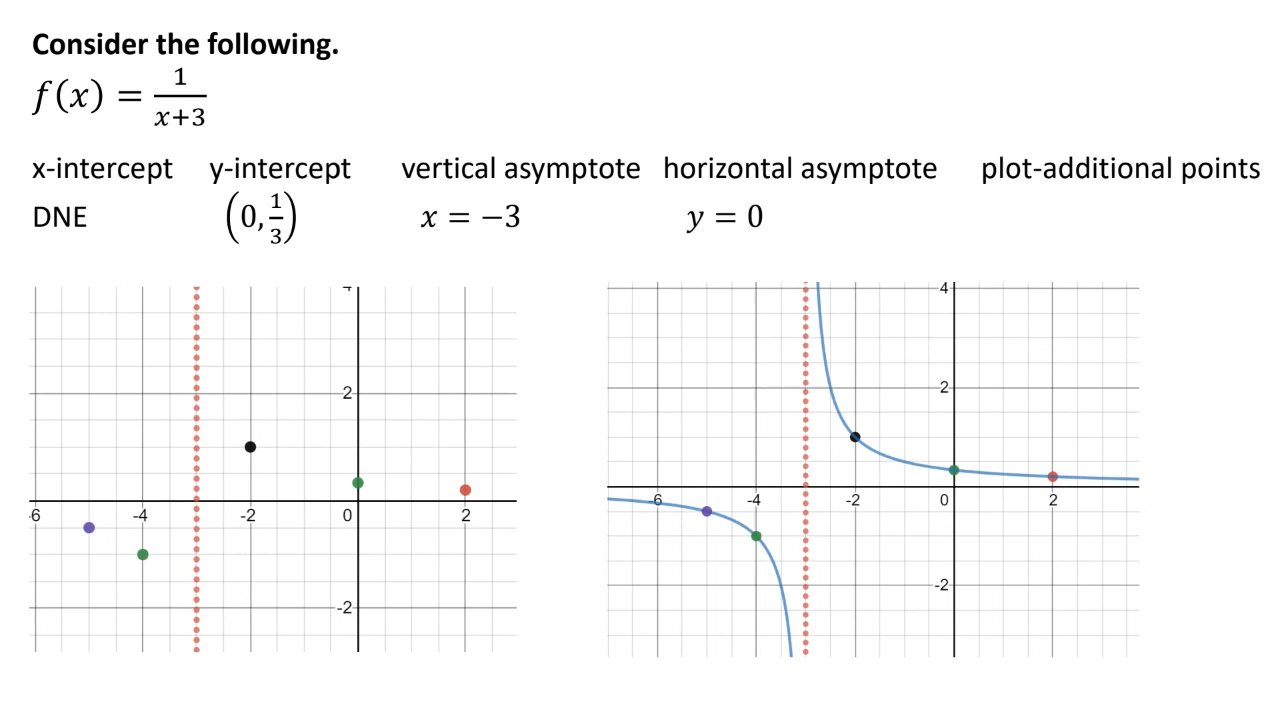 Consider the following.
f(x) = 1/(x+3)
x-intercept y-intercept vertical asymptote horizontal asymptote plot-additional points
DNE (0, 1/3) x = −3 y = 0
4
2
-6 -4 -2 0 2
-2
4
2
-6 -4 -2 0 2
-2